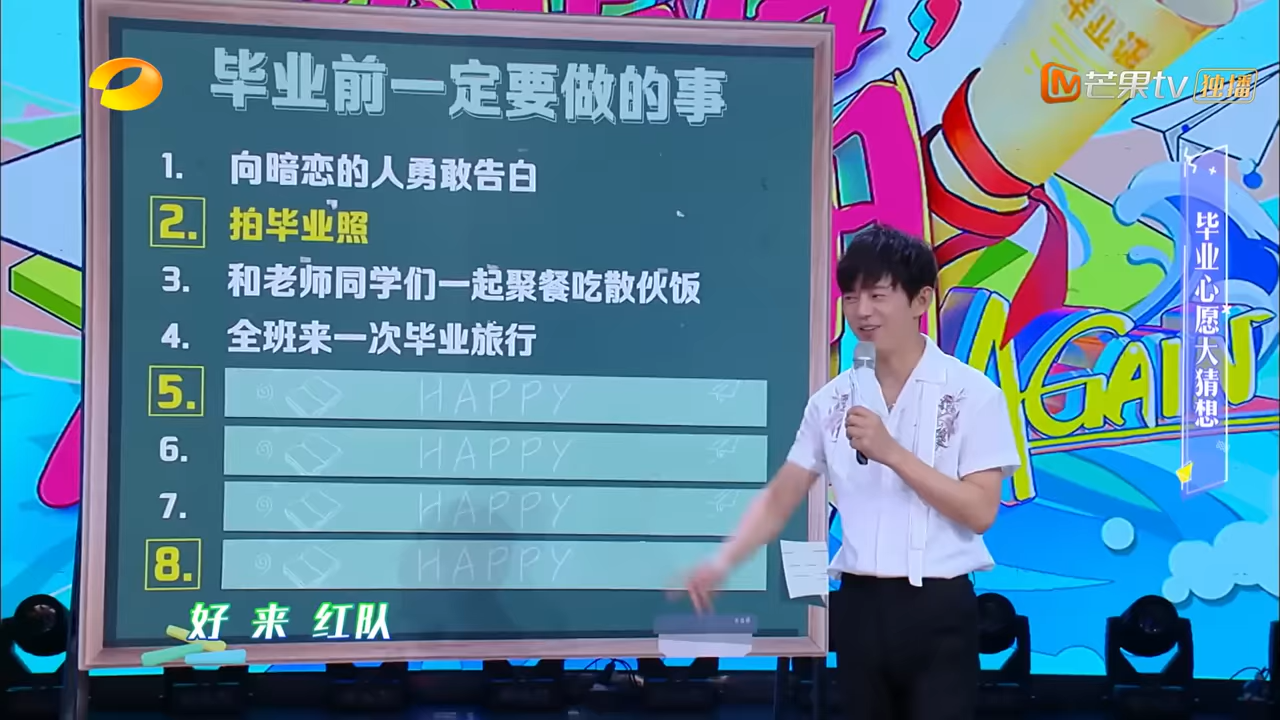 毕业前一定要做的事
芒果tv 独播
1. 向暗恋的人勇敢告白
2. 拍毕业照
3. 和老师同学们一起聚餐吃散伙饭
4. 全班来一次毕业旅行
5. HAPPY
6. HAPPY
7. HAPPY
8. HAPPY
毕业心愿大猜想
AGAIN
好 来 红队